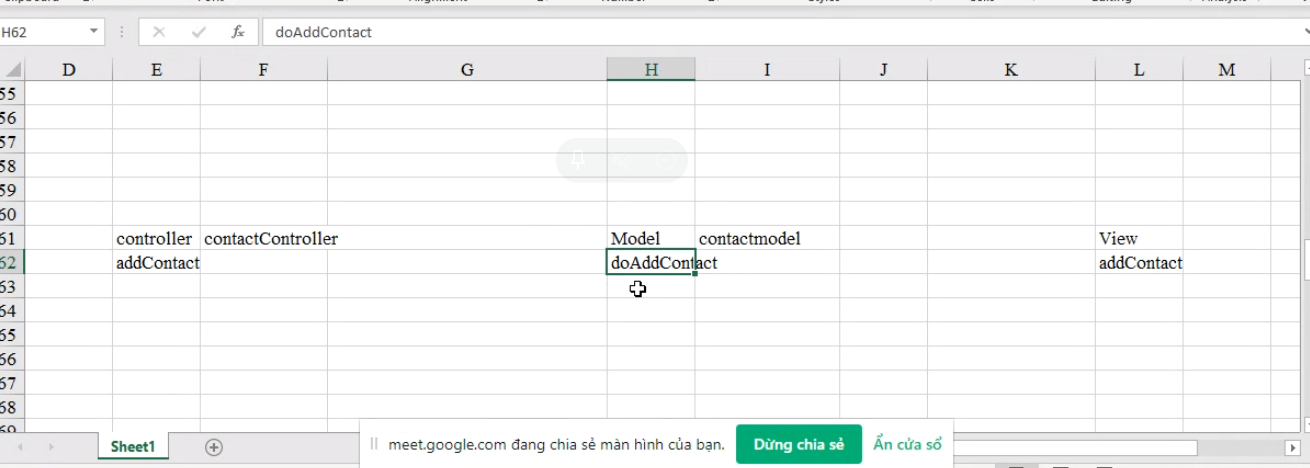 H62 fx doAddContact
D E F G H I J K L M
55
56
57
58
59
60
61 controller contactController Model contactmodel View
62 addContact doAddContact addContact
63
64
65
66
67
68
69
Sheet1
meet.google.com đang chia sẻ màn hình của bạn. Dừng chia sẻ Ẩn cửa sổ